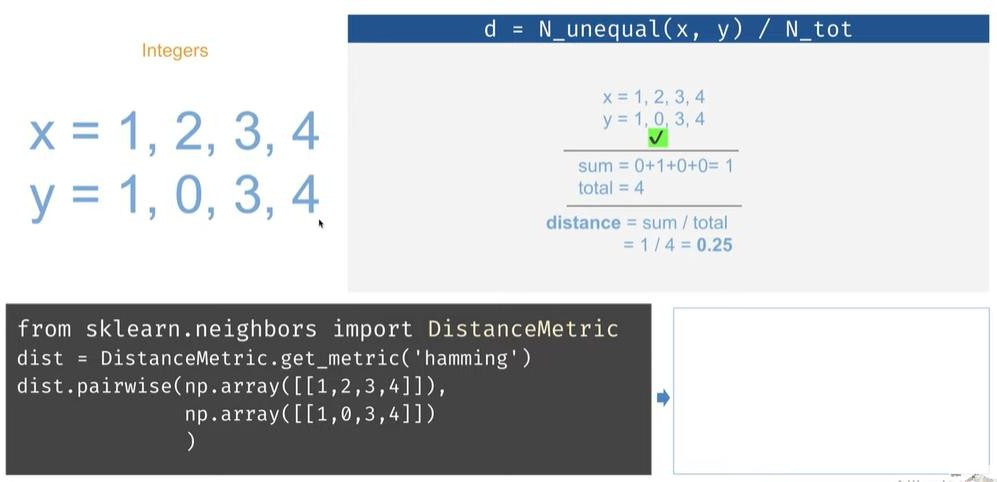 Integers
x = 1, 2, 3, 4
y = 1, 0, 3, 4
d = N_unequal(x, y) / N_tot
x = 1, 2, 3, 4
y = 1, 0, 3, 4
✓
sum = 0+1+0+0= 1
total = 4
distance = sum / total
= 1 / 4 = 0.25
from sklearn.neighbors import DistanceMetric
dist = DistanceMetric.get_metric('hamming')
dist.pairwise(np.array([[1,2,3,4]]),
np.array([[1,0,3,4]])
)